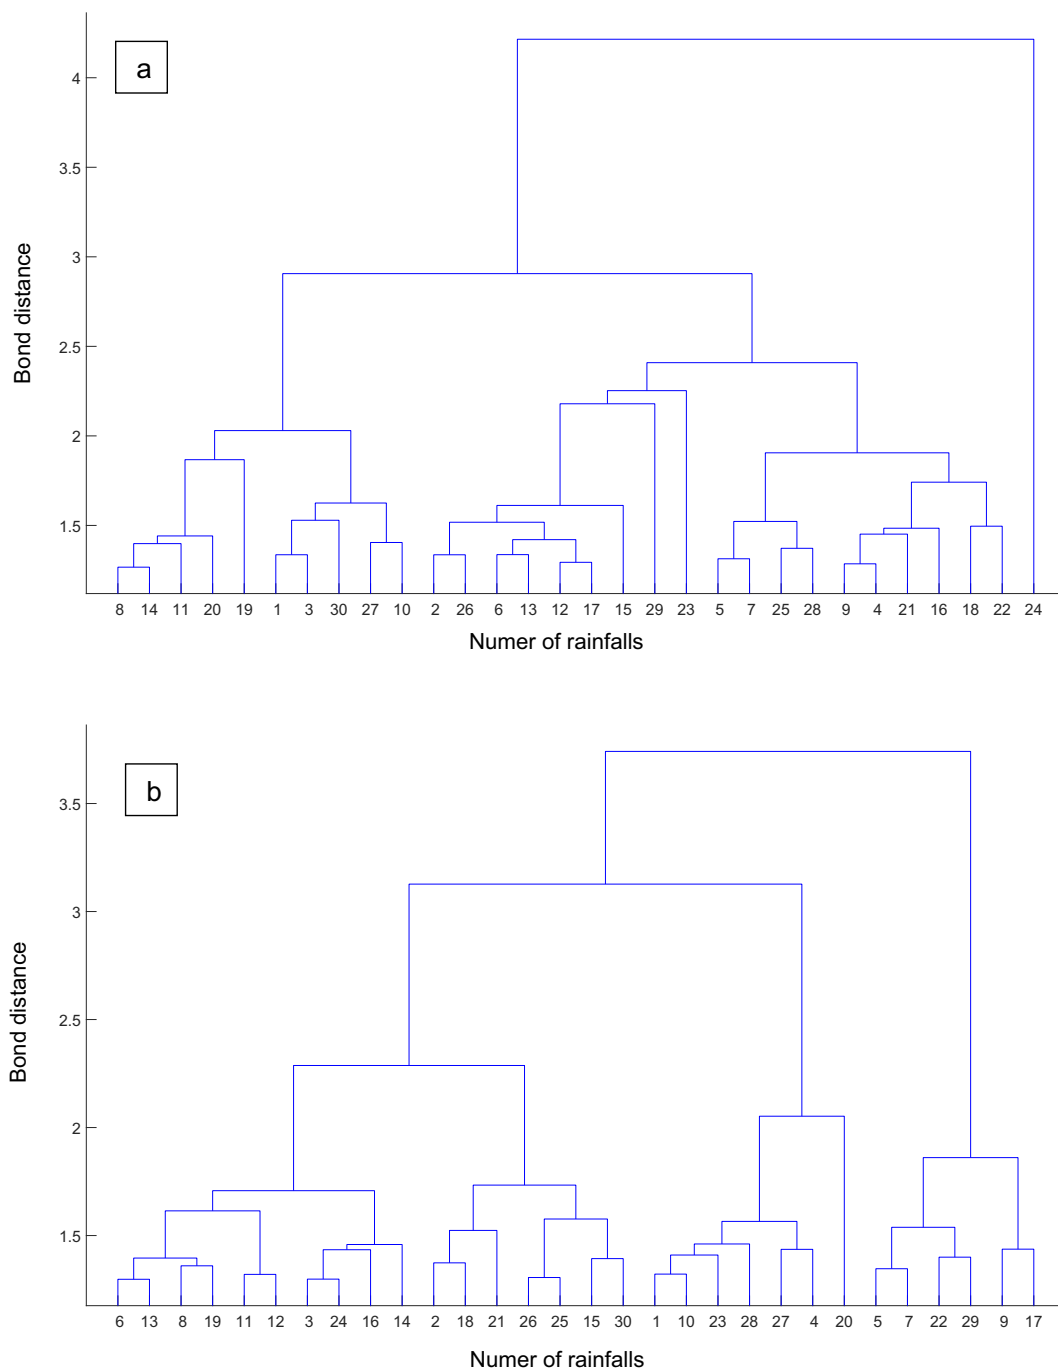 a
4
3.5
3
2.5
2
1.5
Bond distance
8 14 11 20 19 1 3 30 27 10 2 26 6 13 12 17 15 29 23 5 7 25 28 9 4 21 16 18 22 24
Numer of rainfalls
b
3.5
3
2.5
2
1.5
Bond distance
6 13 8 19 11 12 3 24 16 14 2 18 21 26 25 15 30 1 10 23 28 27 4 20 5 7 22 29 9 17
Numer of rainfalls